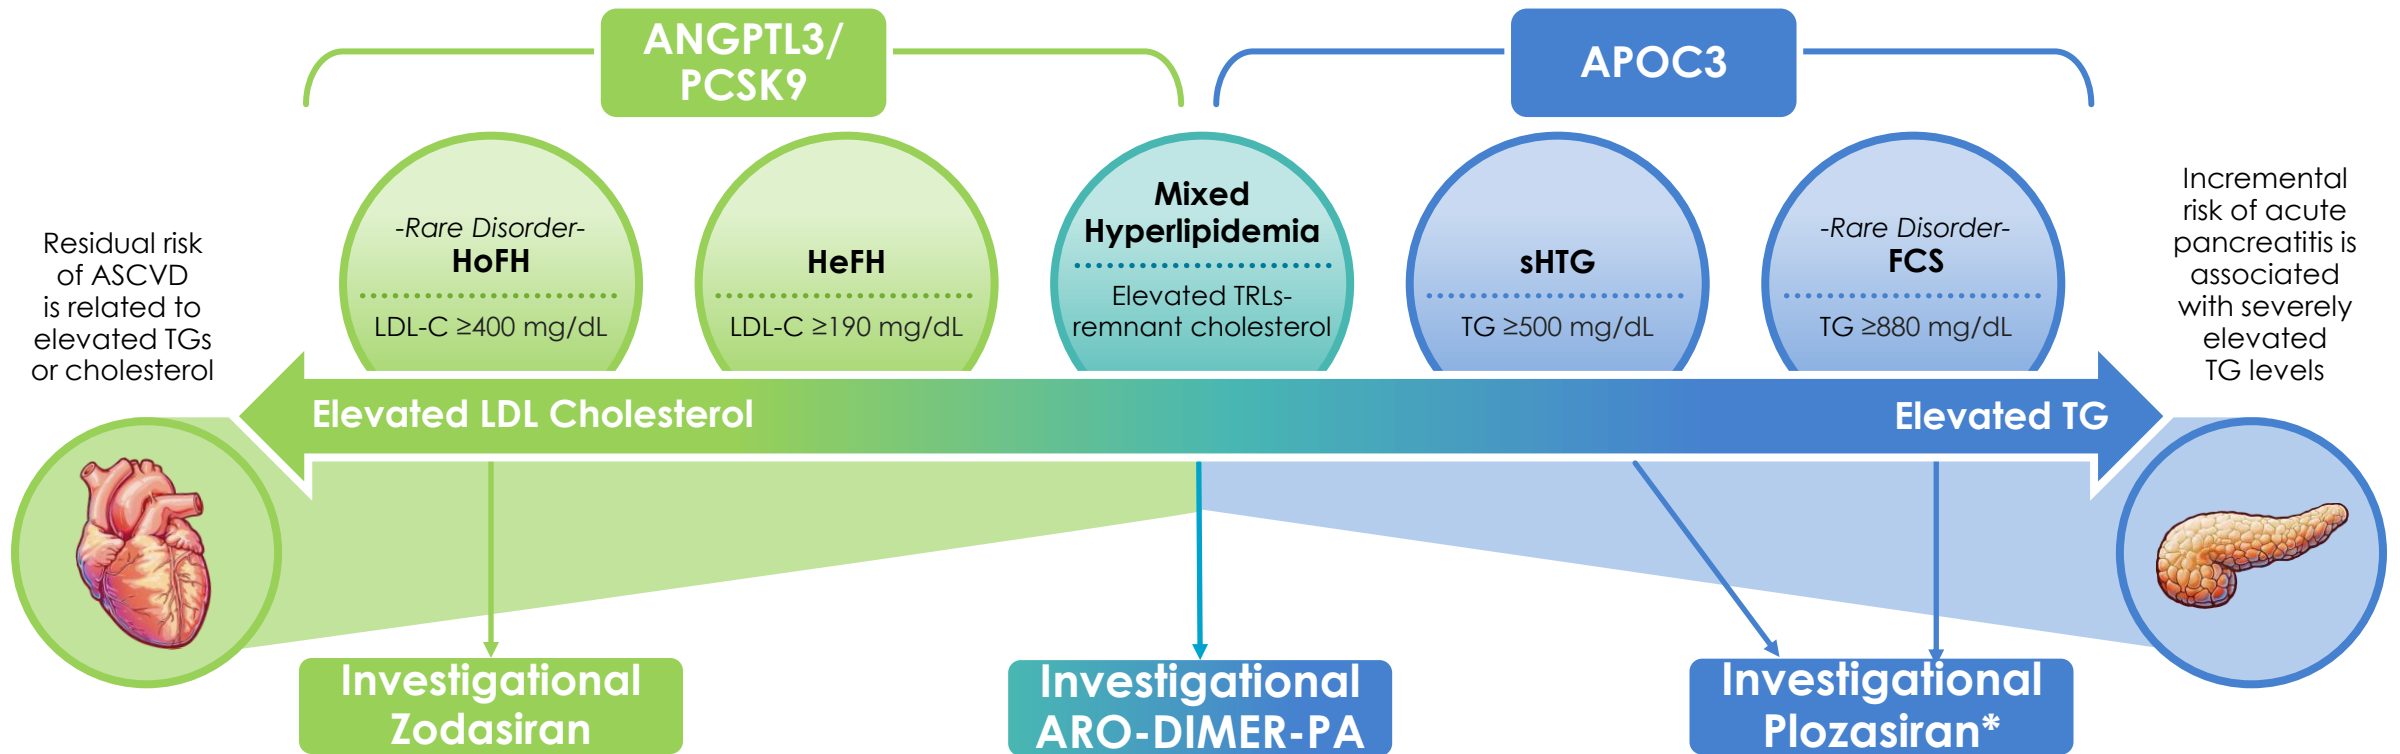 ANGPTL3/
PCSK9
APOC3
Residual risk
of ASCVD
is related to
elevated TGs
or cholesterol
-Rare Disorder-
HoFH
LDL-C ≥400 mg/dL
HeFH
LDL-C ≥190 mg/dL
Mixed
Hyperlipidemia
Elevated TRLs-
remnant cholesterol
sHTG
TG ≥500 mg/dL
-Rare Disorder-
FCS
TG ≥880 mg/dL
Incremental
risk of acute
pancreatitis is
associated
with severely
elevated
TG levels
Elevated LDL Cholesterol
Elevated TG
Investigational
Zodasiran
Investigational
ARO-DIMER-PA
Investigational
Plozasiran*